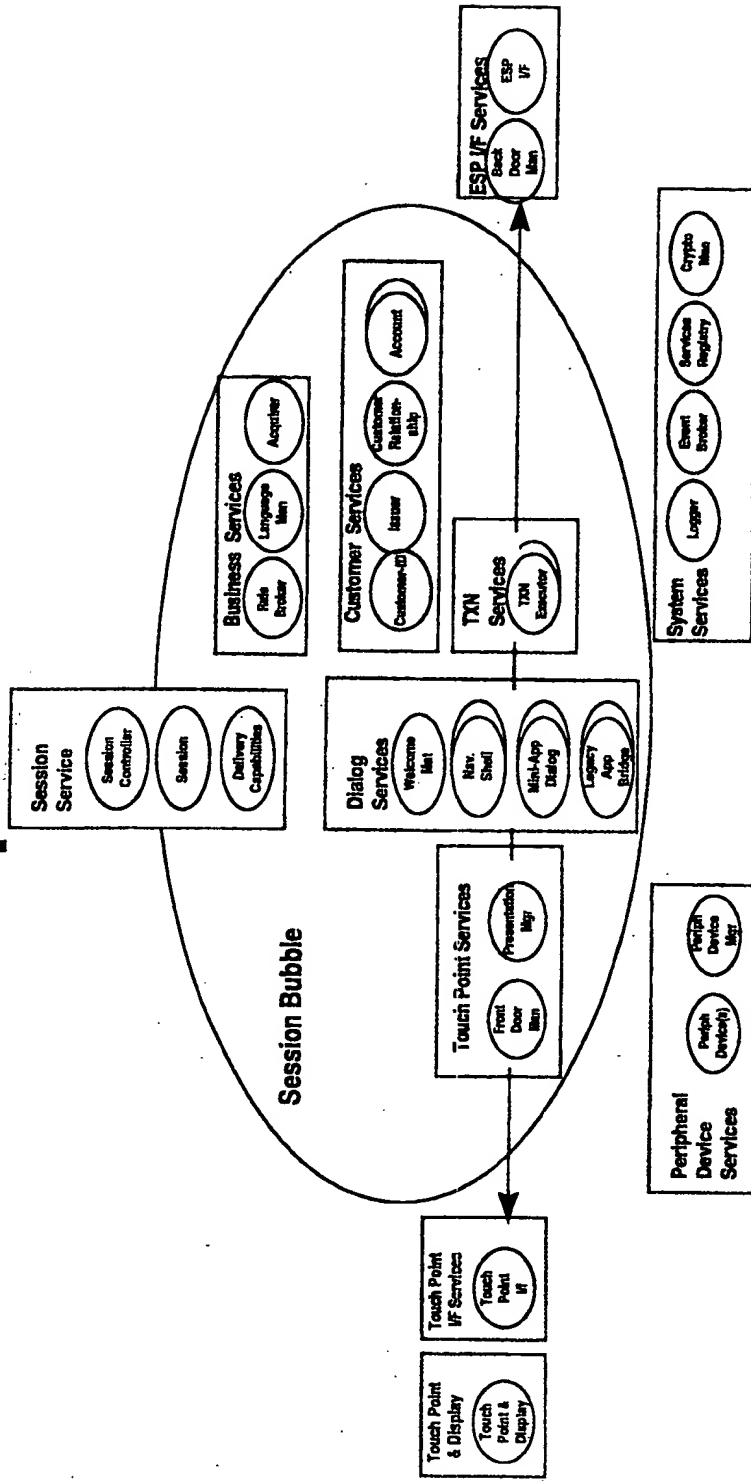 Session
Service
Session
Controller
Session
Delivery
Capabilities
Session Bubble
Business Services
Rule
Broker
Language
Man
Acquirer
Customer Services
Customer-ID
Issuer
Customer
Relation-
ship
Account
Touch Point
& Display
Touch
Point &
Display
Touch Point
I/F Services
Touch
Point
I/f
Touch Point Services
Front
Door
Man
Presentation
Mgr
Dialog
Services
Welcome
Mat
Nav.
Shell
Mini-App
Dialog
Legacy
App
Bridge
TXN
Services
TXN
Executor
ESP I/F Services
Back
Door
Man
ESP
I/F
Peripheral
Device
Services
Periph
Device(s)
Periph
Device
Mgr
System
Services
Logger
Event
Broker
Services
Registry
Crypto
Man